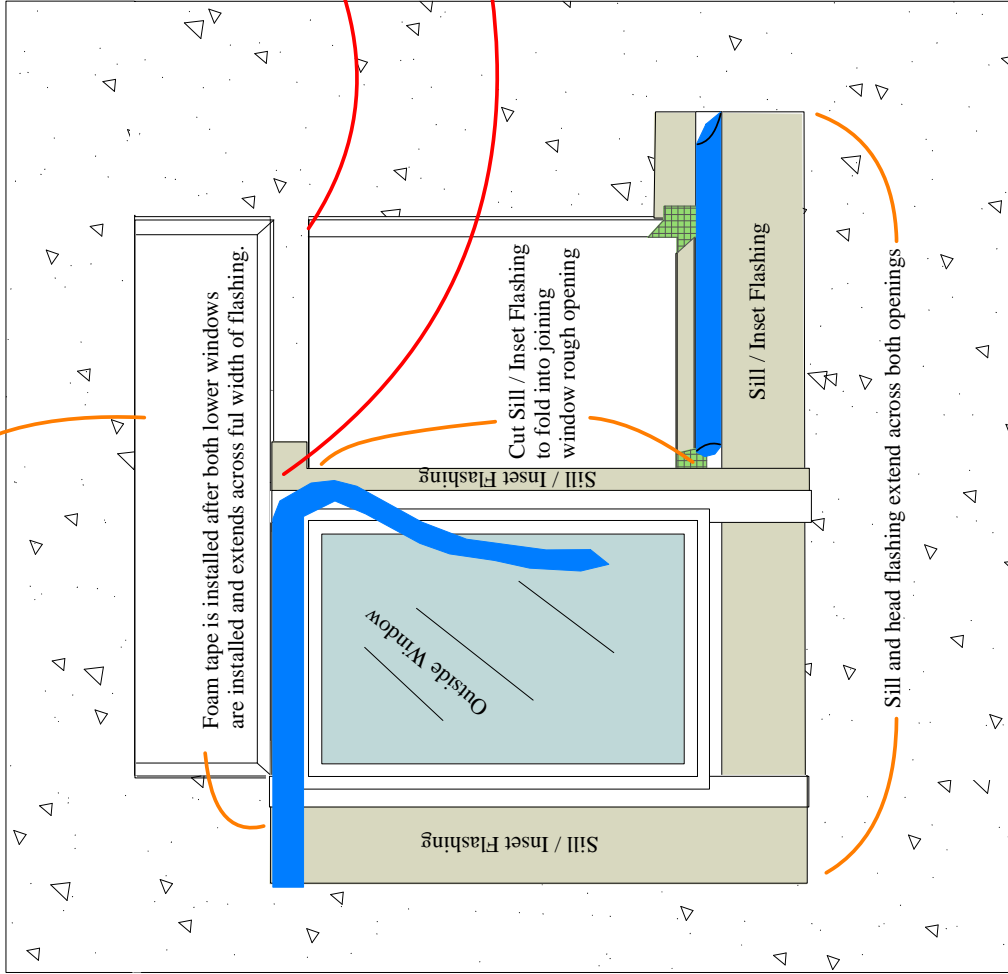 Foam tape is installed after both lower windows
are installed and extends across ful width of flashing.
Cut Sill / Inset Flashing
to fold into joining
window rough opening
Sill / Inset Flashing
Sill / Inset Flashing
Outside Window
Sill / Inset Flashing
Sill and head flashing extend across both openings